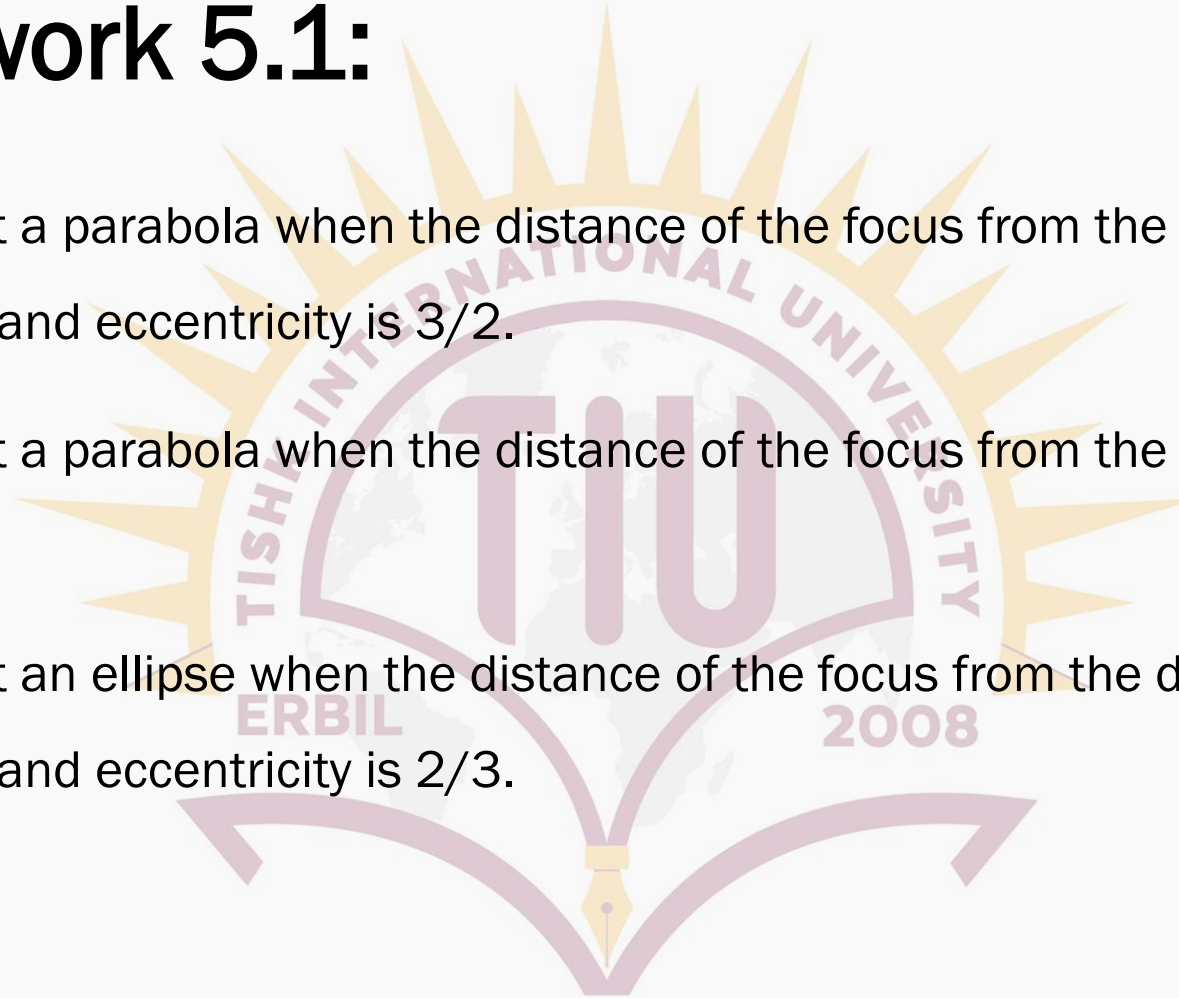 work 5.1:
t a parabola when the distance of the focus from the
and eccentricity is 3/2.
t a parabola when the distance of the focus from the
t an ellipse when the distance of the focus from the d
and eccentricity is 2/3.
TISHK INTERNATIONAL UNIVERSITY
TIU
ERBIL 2008